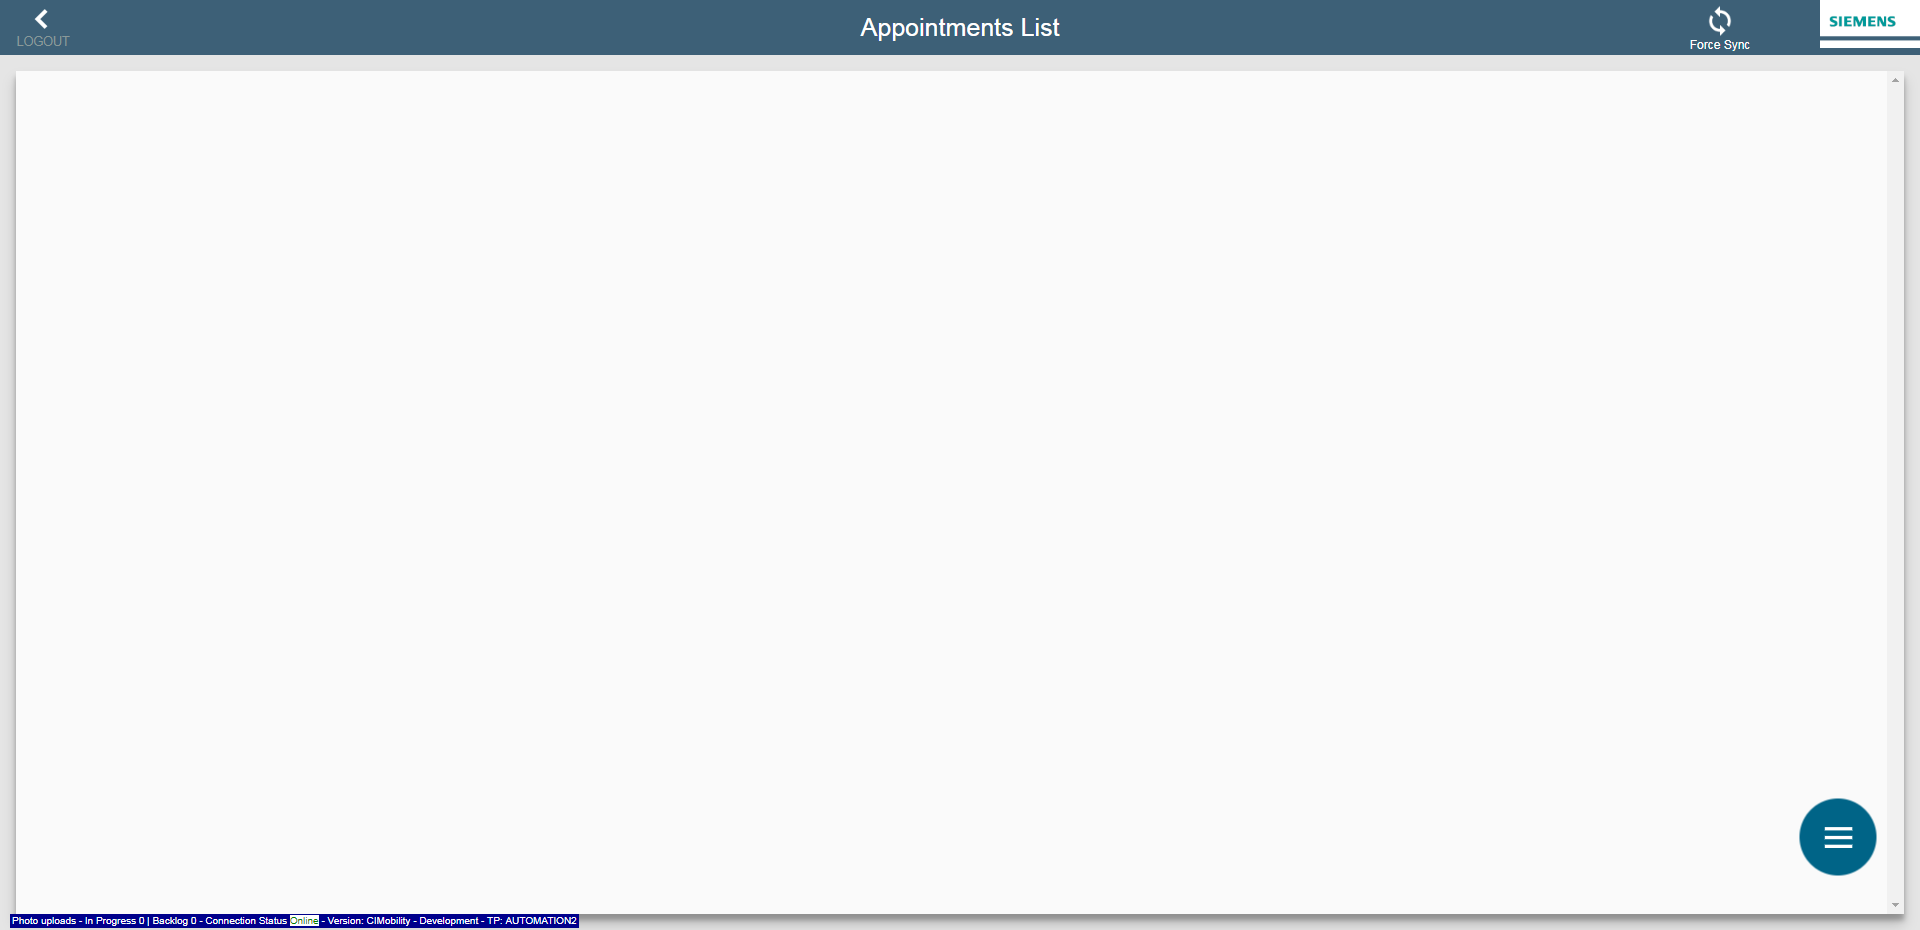 LOGOUT
Appointments List
Force Sync
SIEMENS
Photo uploads - In Progress 0 | Backlog 0 - Connection Status Online - Version: CIMobility - Development - TP: AUTOMATION2